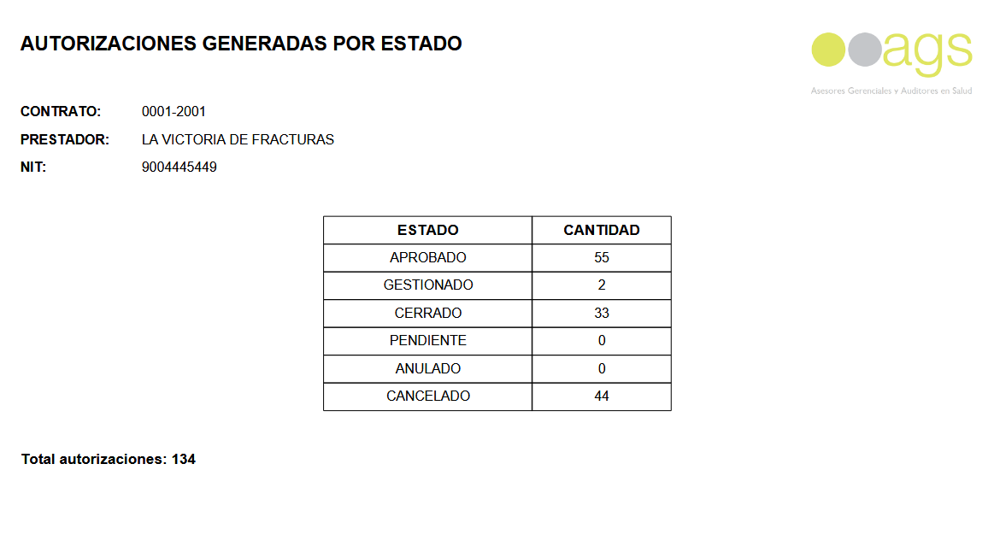 AUTORIZACIONES GENERADAS POR ESTADO
ags
Asesores Gerenciales y Auditores en Salud
CONTRATO: 0001-2001
PRESTADOR: LA VICTORIA DE FRACTURAS
NIT: 9004445449
ESTADO CANTIDAD
APROBADO 55
GESTIONADO 2
CERRADO 33
PENDIENTE 0
ANULADO 0
CANCELADO 44
Total autorizaciones: 134